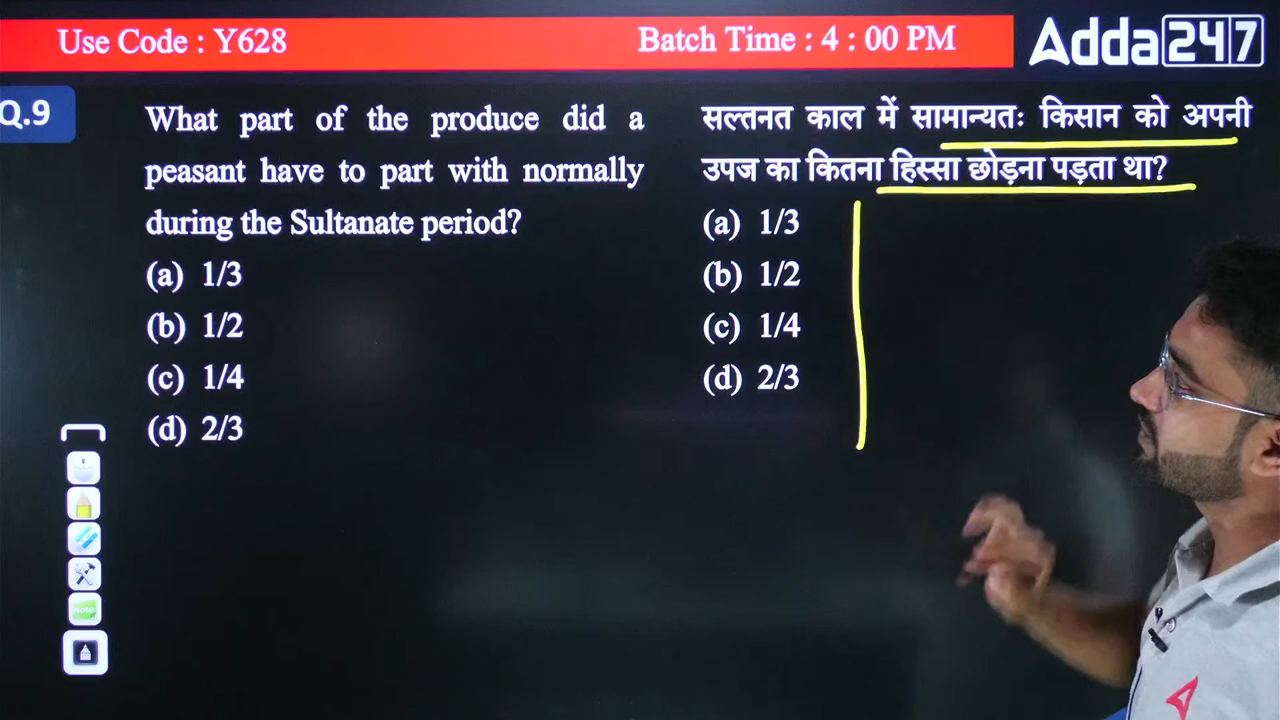 Use Code : Y628
Batch Time : 4 : 00 PM
Adda247
Q.9
What part of the produce did a
peasant have to part with normally
during the Sultanate period?
(a) 1/3
(b) 1/2
(c) 1/4
(d) 2/3
सल्तनत काल में सामान्यतः किसान को अपनी
उपज का कितना हिस्सा छोड़ना पड़ता था?
(a) 1/3
(b) 1/2
(c) 1/4
(d) 2/3
Note